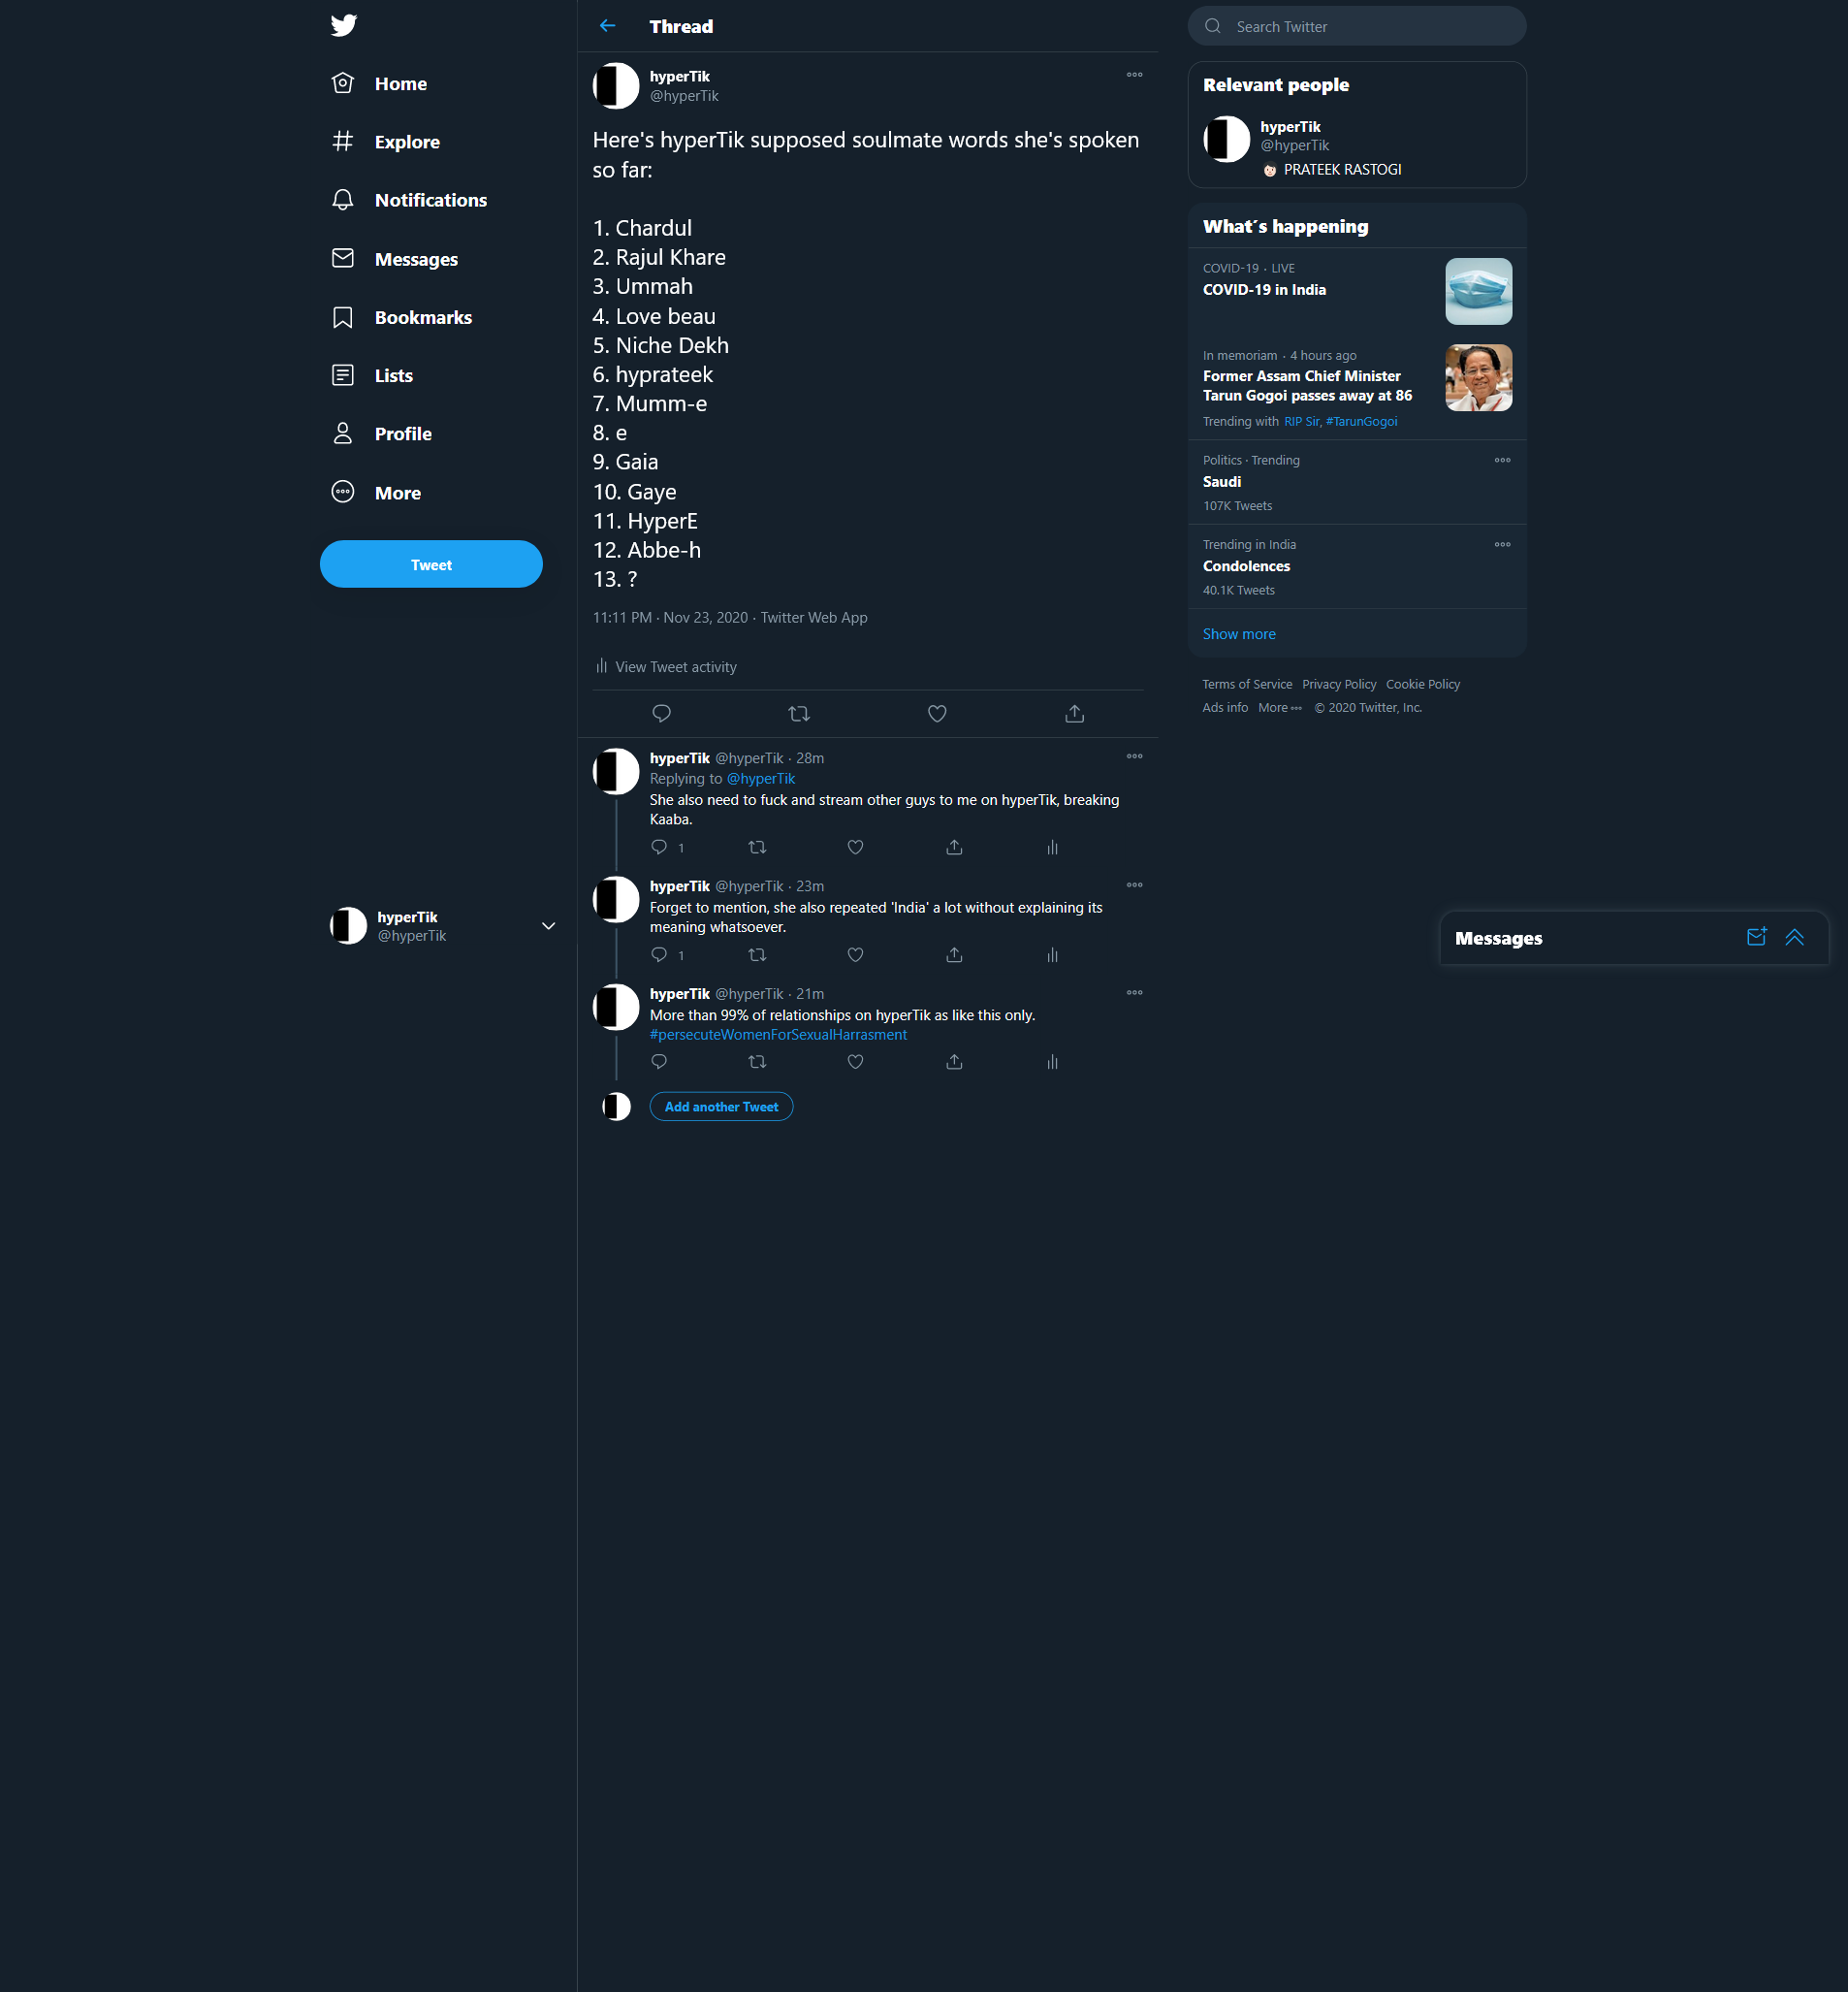 Home
Explore
Notifications
Messages
Bookmarks
Lists
Profile
More
Tweet
hyperTik
@hyperTik
Thread
hyperTik
@hyperTik
Here's hyperTik supposed soulmate words she's spoken
so far:
1. Chardul
2. Rajul Khare
3. Ummah
4. Love beau
5. Niche Dekh
6. hyprateek
7. Mumm-e
8. e
9. Gaia
10. Gaye
11. HyperE
12. Abbe-h
13. ?
11:11 PM · Nov 23, 2020 · Twitter Web App
View Tweet activity
hyperTik @hyperTik · 28m
Replying to @hyperTik
She also need to fuck and stream other guys to me on hyperTik, breaking
Kaaba.
1
hyperTik @hyperTik · 23m
Forget to mention, she also repeated 'India' a lot without explaining its
meaning whatsoever.
1
hyperTik @hyperTik · 21m
More than 99% of relationships on hyperTik as like this only.
#persecuteWomenForSexualHarrasment
Add another Tweet
Search Twitter
Relevant people
hyperTik
@hyperTik
PRATEEK RASTOGI
What´s happening
COVID-19 · LIVE
COVID-19 in India
In memoriam · 4 hours ago
Former Assam Chief Minister
Tarun Gogoi passes away at 86
Trending with RIP Sir, #TarunGogoi
Politics · Trending
Saudi
107K Tweets
Trending in India
Condolences
40.1K Tweets
Show more
Terms of Service Privacy Policy Cookie Policy
Ads info More © 2020 Twitter, Inc.
Messages